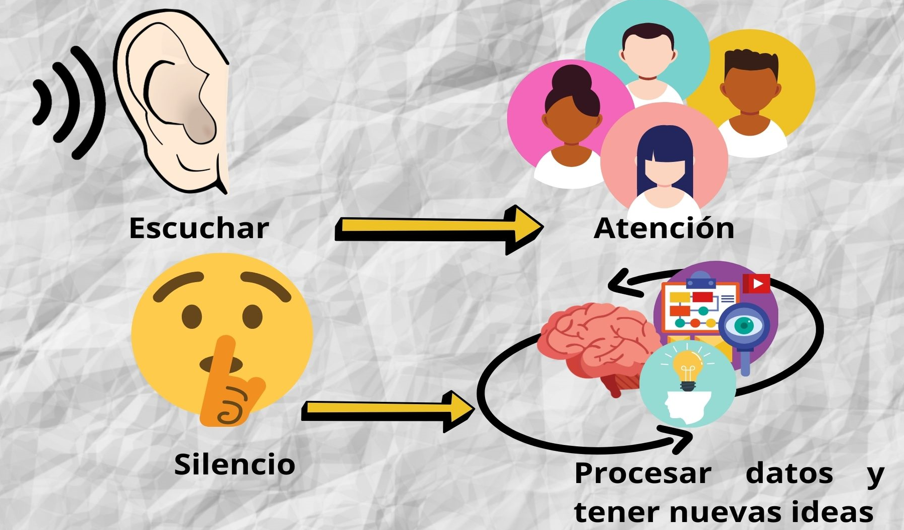 Escuchar
Atención
Silencio
Procesar datos y
tener nuevas ideas